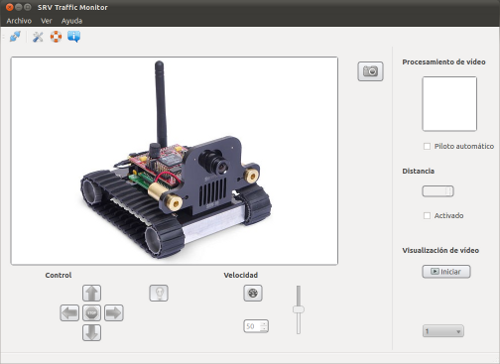 SRV Traffic Monitor
Archivo Ver Ayuda
Procesamiento de vídeo
Piloto automático
Distancia
Activado
Visualización de vídeo
Iniciar
Control
Velocidad
50
1